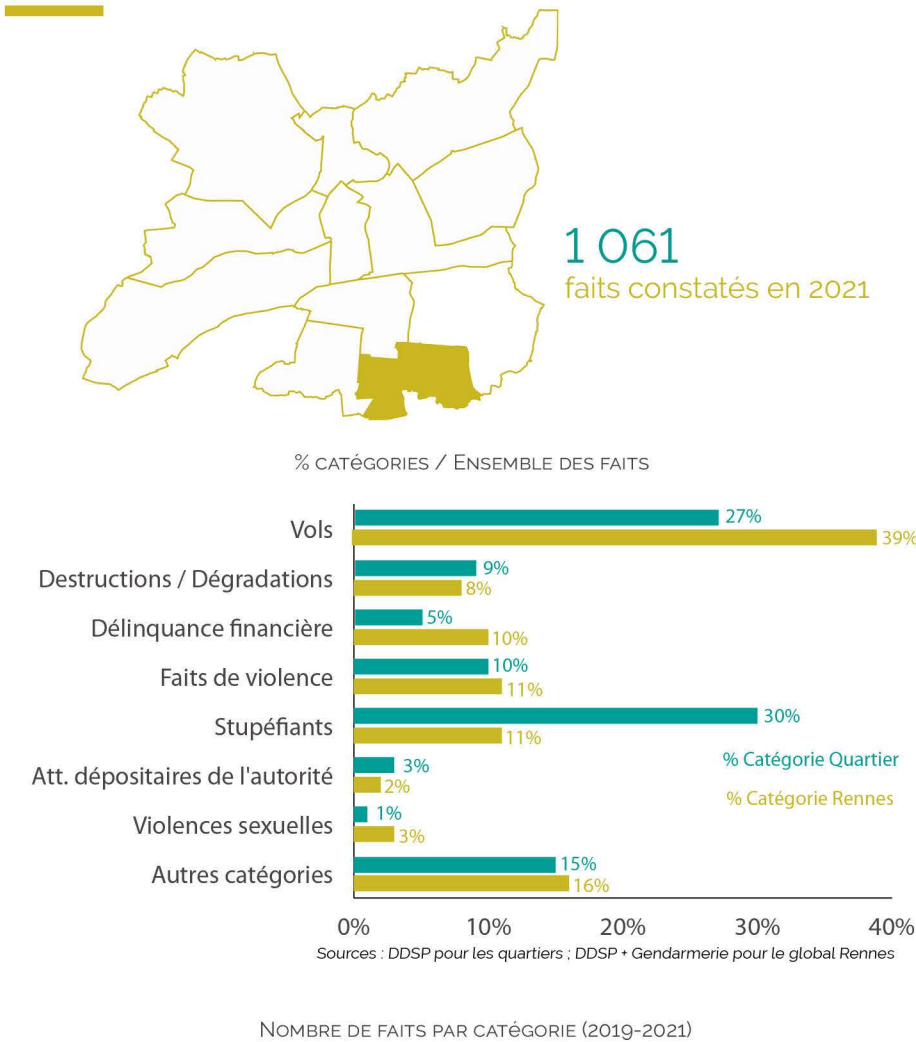 1 061
faits constatés en 2021
% catégories / Ensemble des faits
Vols
27%
39%
Destructions / Dégradations
9%
8%
Délinquance financière
5%
10%
Faits de violence
10%
11%
Stupéfiants
30%
11%
Att. dépositaires de l'autorité
3%
2%
% Catégorie Quartier
% Catégorie Rennes
Violences sexuelles
1%
3%
Autres catégories
15%
16%
0% 10% 20% 30% 40%
Sources : DDSP pour les quartiers ; DDSP + Gendarmerie pour le global Rennes
Nombre de faits par catégorie (2019-2021)